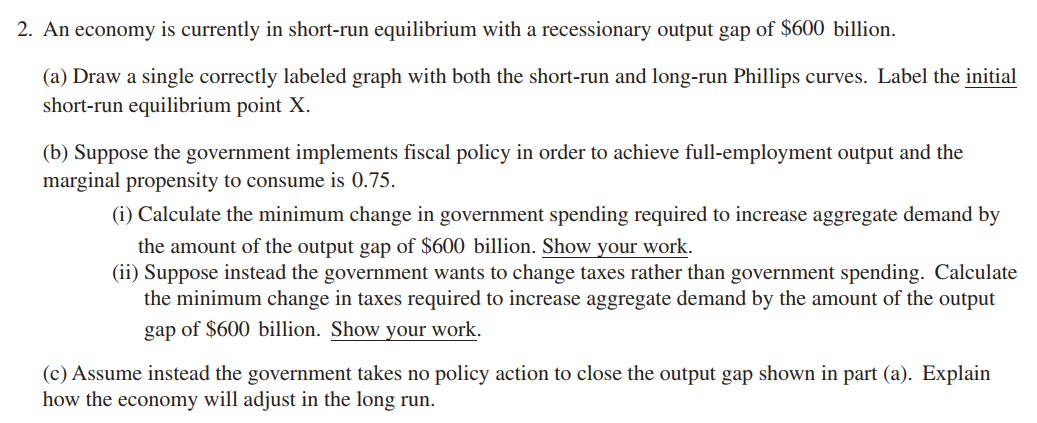 2. An economy is currently in short-run equilibrium with a recessionary output gap of $600 billion.
(a) Draw a single correctly labeled graph with both the short-run and long-run Phillips curves. Label the initial
short-run equilibrium point X.
(b) Suppose the government implements fiscal policy in order to achieve full-employment output and the
marginal propensity to consume is 0.75.
(i) Calculate the minimum change in government spending required to increase aggregate demand by
the amount of the output gap of $600 billion. Show your work.
(ii) Suppose instead the government wants to change taxes rather than government spending. Calculate
the minimum change in taxes required to increase aggregate demand by the amount of the output
gap of $600 billion. Show your work.
(c) Assume instead the government takes no policy action to close the output gap shown in part (a). Explain
how the economy will adjust in the long run.